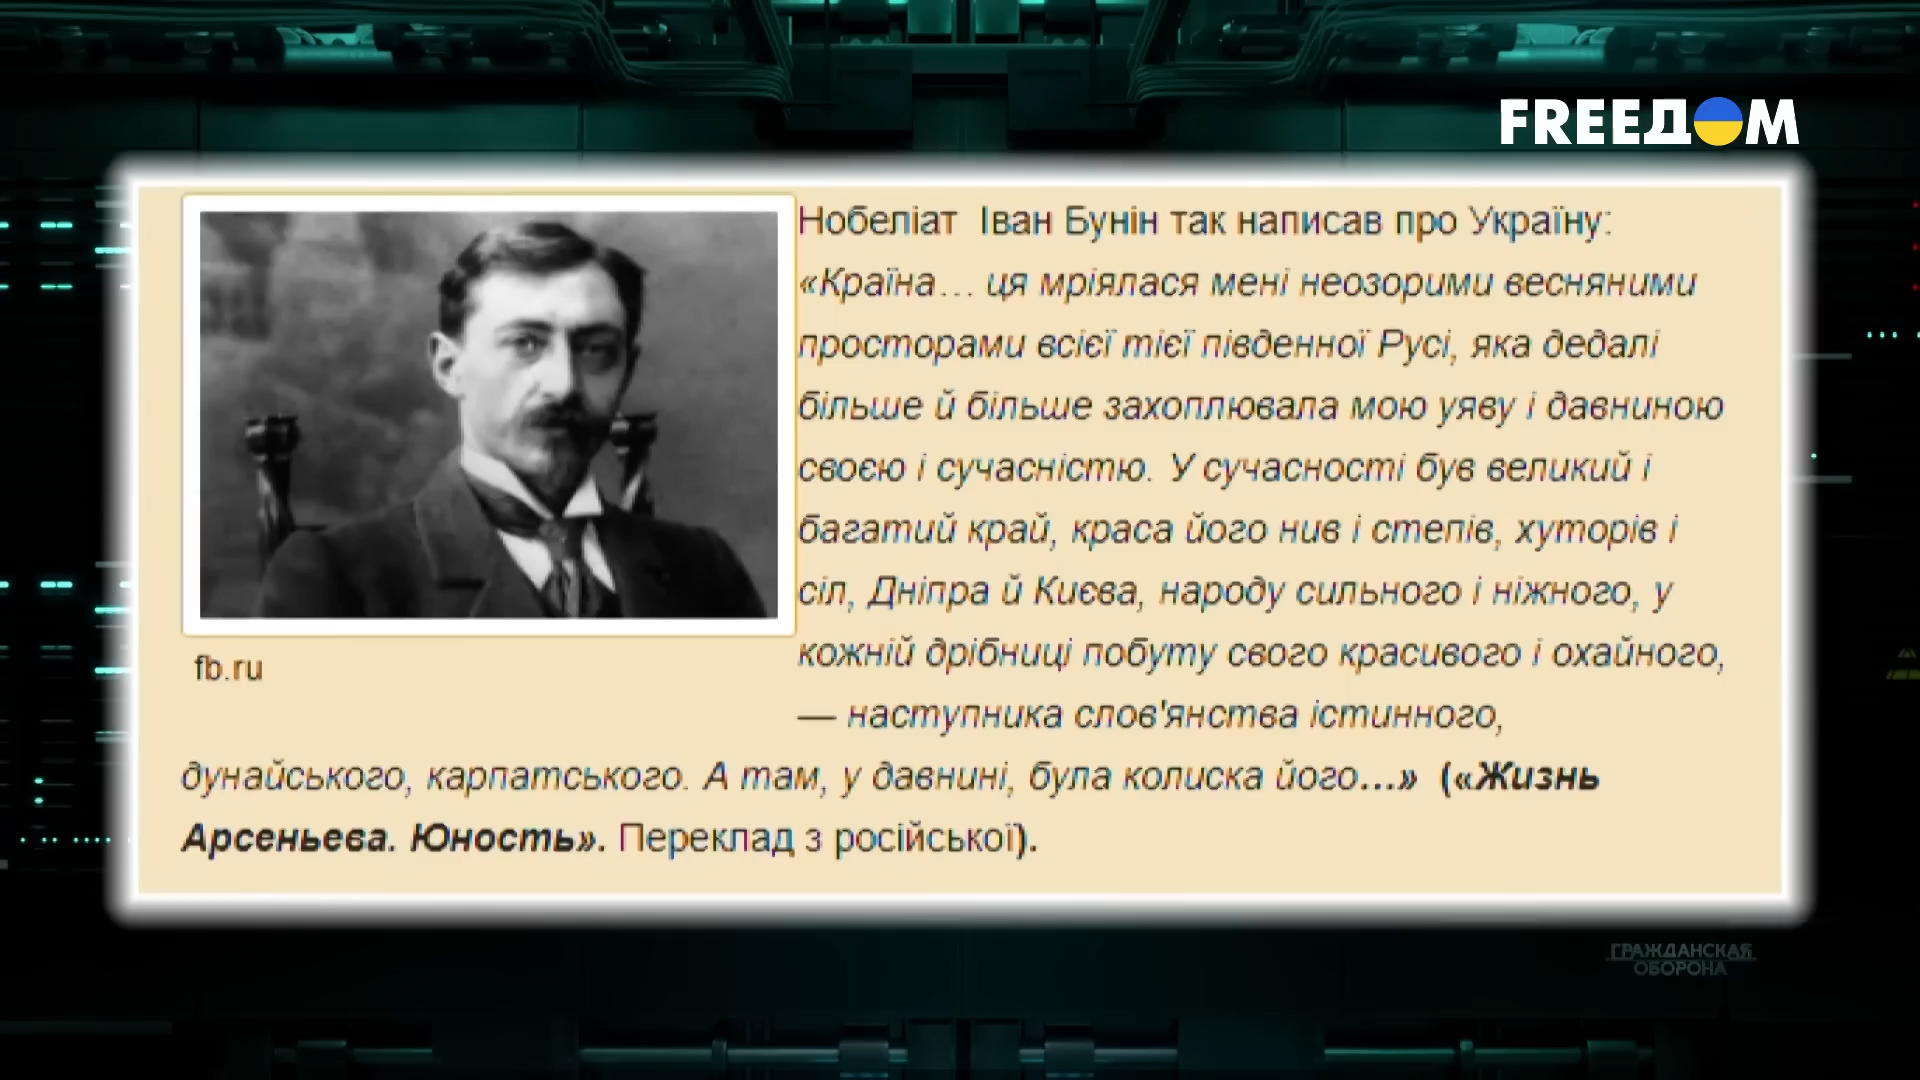 FREEДOM
Нобеліат Іван Бунін так написав про Україну:
«Країна… ця мріялася мені неозорими весняними
просторами всієї тієї південної Русі, яка дедалі
більше й більше захоплювала мою уяву і давниною
своєю і сучасністю. У сучасності був великий і
багатий край, краса його нив і степів, хуторів і
сіл, Дніпра й Києва, народу сильного і ніжного, у
кожній дрібниці побуту свого красивого і охайного,
— наступника слов'янства істинного,
дунайського, карпатського. А там, у давнині, була колиска його…» («Жизнь
Арсеньева. Юность». Переклад з російської).
fb.ru
ГРАЖДАНСКАЯ
ОБОРОНА